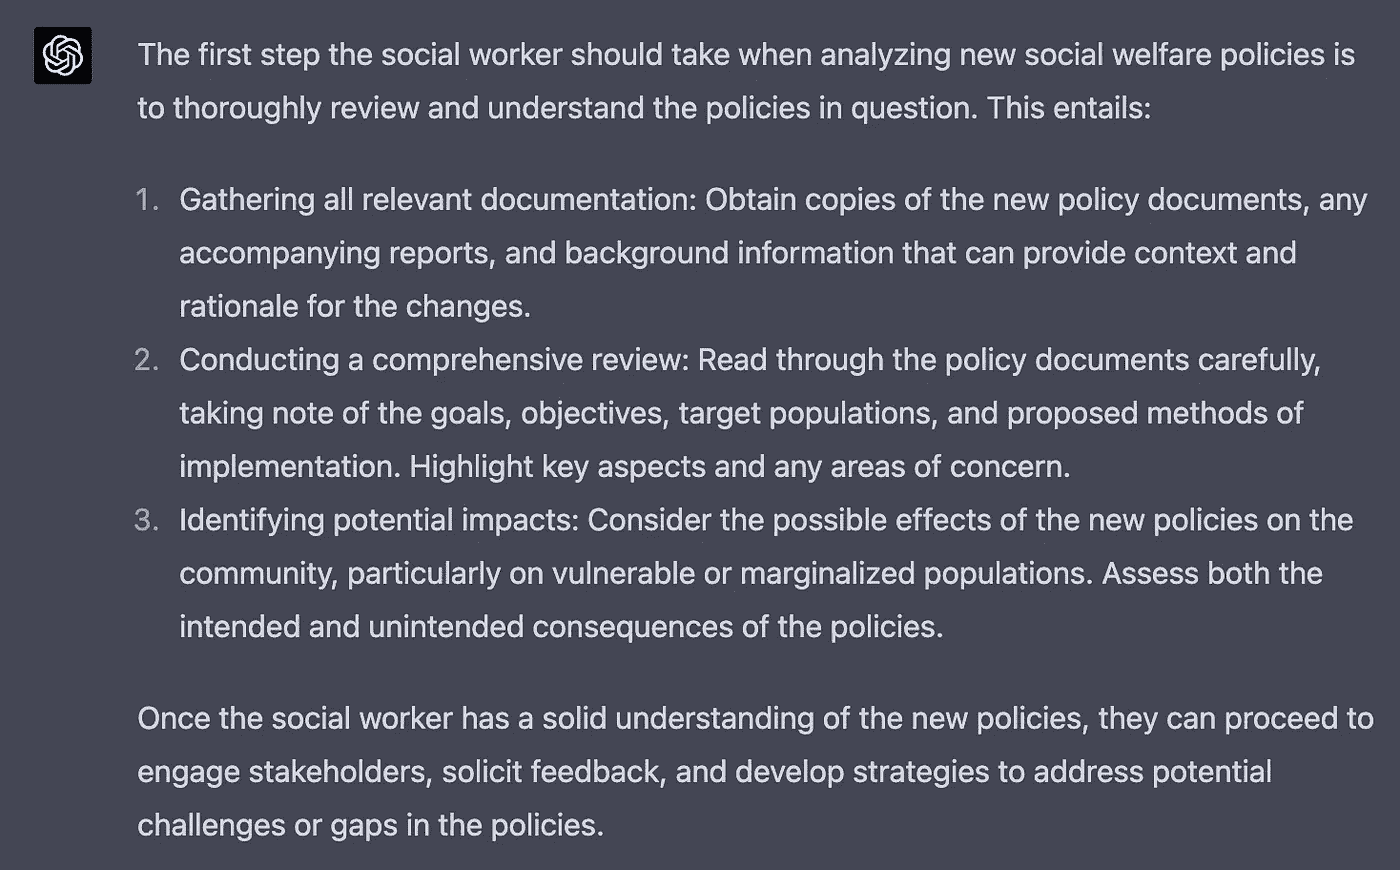 The first step the social worker should take when analyzing new social welfare policies is
to thoroughly review and understand the policies in question. This entails:
1. Gathering all relevant documentation: Obtain copies of the new policy documents, any
accompanying reports, and background information that can provide context and
rationale for the changes.
2. Conducting a comprehensive review: Read through the policy documents carefully,
taking note of the goals, objectives, target populations, and proposed methods of
implementation. Highlight key aspects and any areas of concern.
3. Identifying potential impacts: Consider the possible effects of the new policies on the
community, particularly on vulnerable or marginalized populations. Assess both the
intended and unintended consequences of the policies.
Once the social worker has a solid understanding of the new policies, they can proceed to
engage stakeholders, solicit feedback, and develop strategies to address potential
challenges or gaps in the policies.